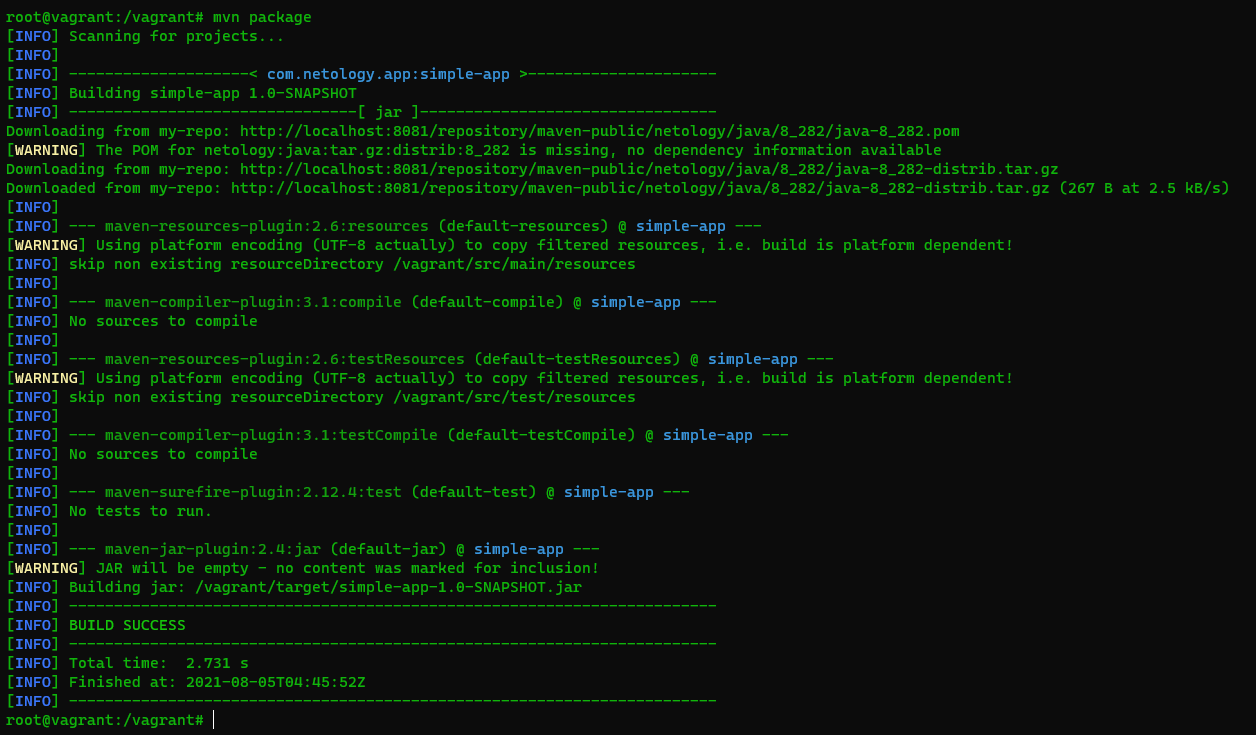 root@vagrant:/vagrant# mvn package
[INFO] Scanning for projects...
[INFO]
[INFO] --------------------< com.netology.app:simple-app >---------------------
[INFO] Building simple-app 1.0-SNAPSHOT
[INFO] --------------------------------[ jar ]---------------------------------
Downloading from my-repo: http://localhost:8081/repository/maven-public/netology/java/8_282/java-8_282.pom
[WARNING] The POM for netology:java:tar.gz:distrib:8_282 is missing, no dependency information available
Downloading from my-repo: http://localhost:8081/repository/maven-public/netology/java/8_282/java-8_282-distrib.tar.gz
Downloaded from my-repo: http://localhost:8081/repository/maven-public/netology/java/8_282/java-8_282-distrib.tar.gz (267 B at 2.5 kB/s)
[INFO]
[INFO] --- maven-resources-plugin:2.6:resources (default-resources) @ simple-app ---
[WARNING] Using platform encoding (UTF-8 actually) to copy filtered resources, i.e. build is platform dependent!
[INFO] skip non existing resourceDirectory /vagrant/src/main/resources
[INFO]
[INFO] --- maven-compiler-plugin:3.1:compile (default-compile) @ simple-app ---
[INFO] No sources to compile
[INFO]
[INFO] --- maven-resources-plugin:2.6:testResources (default-testResources) @ simple-app ---
[WARNING] Using platform encoding (UTF-8 actually) to copy filtered resources, i.e. build is platform dependent!
[INFO] skip non existing resourceDirectory /vagrant/src/test/resources
[INFO]
[INFO] --- maven-compiler-plugin:3.1:testCompile (default-testCompile) @ simple-app ---
[INFO] No sources to compile
[INFO]
[INFO] --- maven-surefire-plugin:2.12.4:test (default-test) @ simple-app ---
[INFO] No tests to run.
[INFO]
[INFO] --- maven-jar-plugin:2.4:jar (default-jar) @ simple-app ---
[WARNING] JAR will be empty - no content was marked for inclusion!
[INFO] Building jar: /vagrant/target/simple-app-1.0-SNAPSHOT.jar
[INFO] ------------------------------------------------------------------------
[INFO] BUILD SUCCESS
[INFO] ------------------------------------------------------------------------
[INFO] Total time:  2.731 s
[INFO] Finished at: 2021-08-05T04:45:52Z
[INFO] ------------------------------------------------------------------------
root@vagrant:/vagrant#